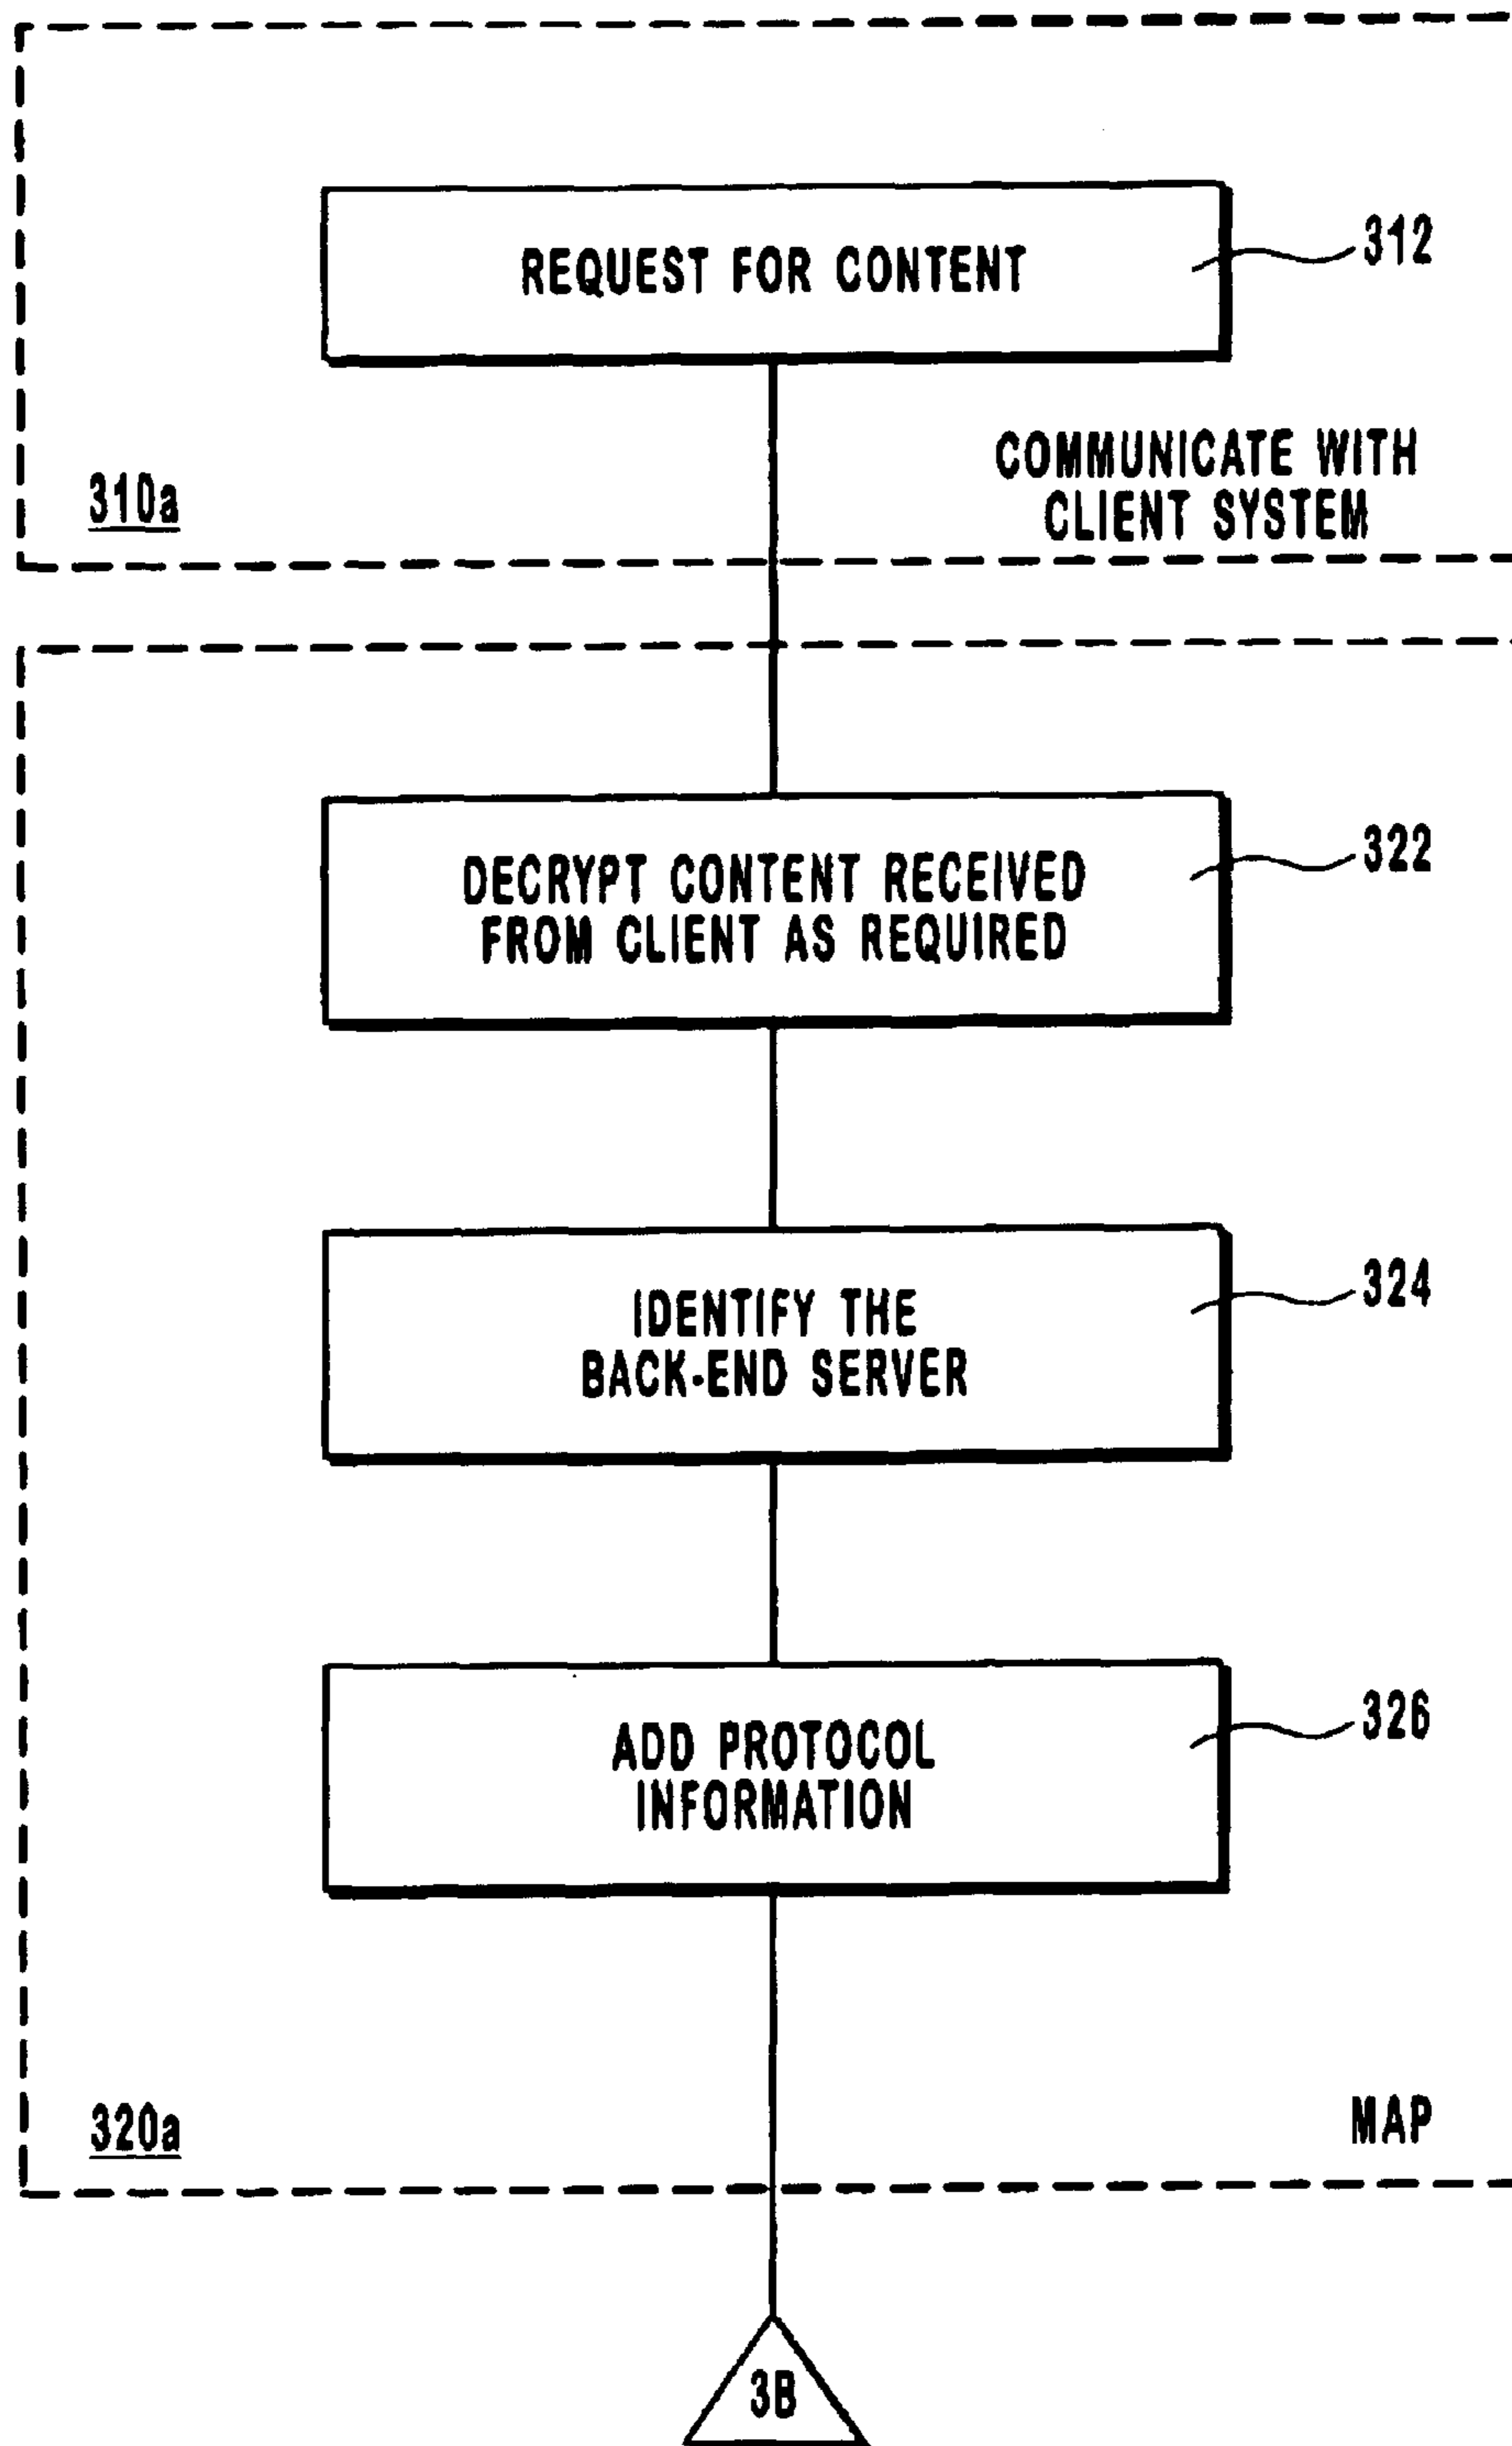 REQUEST FOR CONTENT
312
COMMUNICATE WITH
CLIENT SYSTEM
310a
DECRYPT CONTENT RECEIVED
FROM CLIENT AS REQUIRED
322
IDENTIFY THE
BACK-END SERVER
324
ADD PROTOCOL
INFORMATION
326
320a
MAP
3B